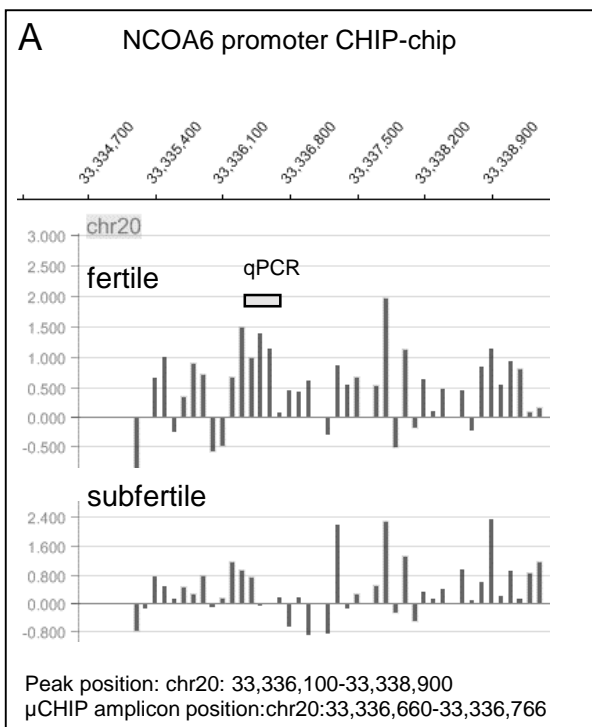 A NCOA6 promoter CHIP-chip
33,334,700 33,335,400 33,336,100 33,336,800 33,337,500 33,338,200 33,338,900
chr20
3.000
2.500
fertile
qPCR
2.000
1.500
1.000
0.500
0.000
-0.500
subfertile
2.400
1.600
0.800
0.000
-0.800
Peak position: chr20: 33,336,100-33,338,900
μCHIP amplicon position:chr20:33,336,660-33,336,766